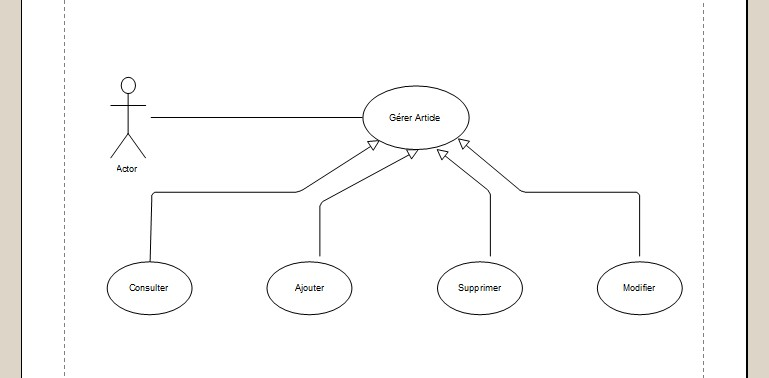 Gérer Article
Actor
Consulter
Ajouter
Supprimer
Modifier